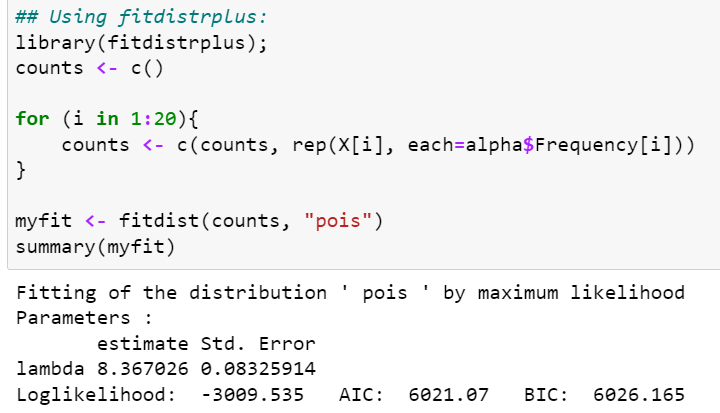 ## Using fitdistrplus:
library(fitdistrplus);
counts <- c()
for (i in 1:20){
    counts <- c(counts, rep(X[i], each=alpha$Frequency[i]))
}
myfit <- fitdist(counts, "pois")
summary(myfit)
Fitting of the distribution ' pois ' by maximum likelihood
Parameters :
       estimate Std. Error
lambda 8.367026 0.08325914
Loglikelihood:  -3009.535   AIC:  6021.07   BIC:  6026.165